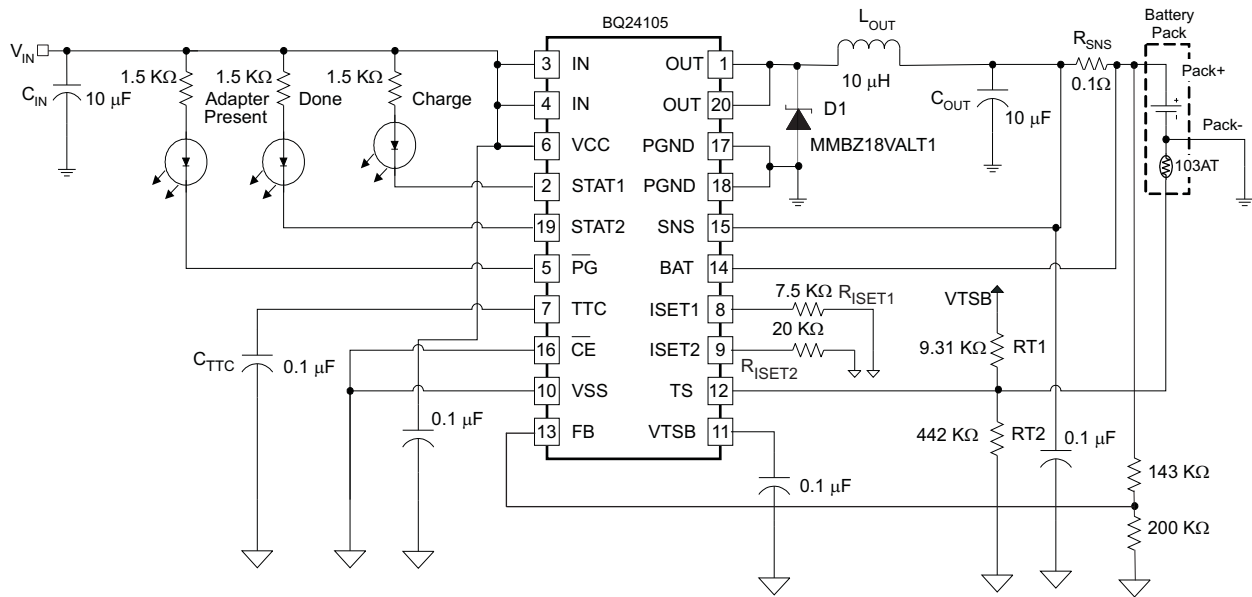 BQ24105
V_IN
C_IN
10 μF
1.5 KΩ
Adapter
Present
1.5 KΩ
Done
1.5 KΩ
Charge
3 IN
4 IN
6 VCC
2 STAT1
19 STAT2
5 P̅G̅
7 TTC
16 C̅E̅
10 VSS
13 FB
OUT 1
OUT 20
PGND 17
PGND 18
SNS 15
BAT 14
ISET1 8
ISET2 9
TS 12
VTSB 11
L_OUT
10 μH
D1
MMBZ18VALT1
C_OUT
10 μF
R_SNS
0.1Ω
Battery
Pack
Pack+
+
-
Pack-
103AT
7.5 KΩ
R_ISET1
20 KΩ
R_ISET2
VTSB
9.31 KΩ
RT1
442 KΩ
RT2
0.1 μF
143 KΩ
200 KΩ
C_TTC
0.1 μF
0.1 μF
0.1 μF